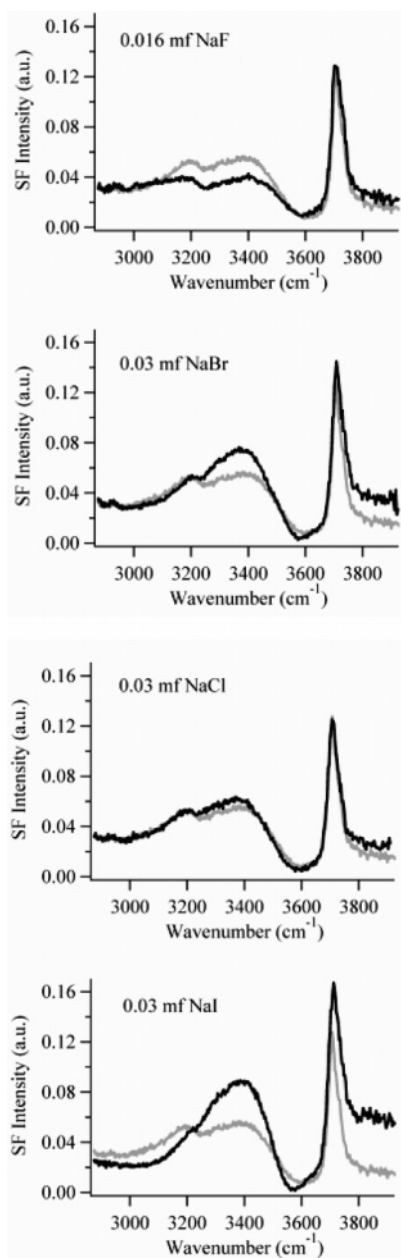 0.16
0.016 mf NaF
0.12
0.08
0.04
0.00
SF Intensity (a.u.)
3000 3200 3400 3600 3800
Wavenumber (cm⁻¹)
0.16
0.03 mf NaBr
0.12
0.08
0.04
0.00
SF Intensity (a.u.)
3000 3200 3400 3600 3800
Wavenumber (cm⁻¹)
0.16
0.03 mf NaCl
0.12
0.08
0.04
0.00
SF Intensity (a.u.)
3000 3200 3400 3600 3800
Wavenumber (cm⁻¹)
0.16
0.03 mf NaI
0.12
0.08
0.04
0.00
SF Intensity (a.u.)
3000 3200 3400 3600 3800
Wavenumber (cm⁻¹)